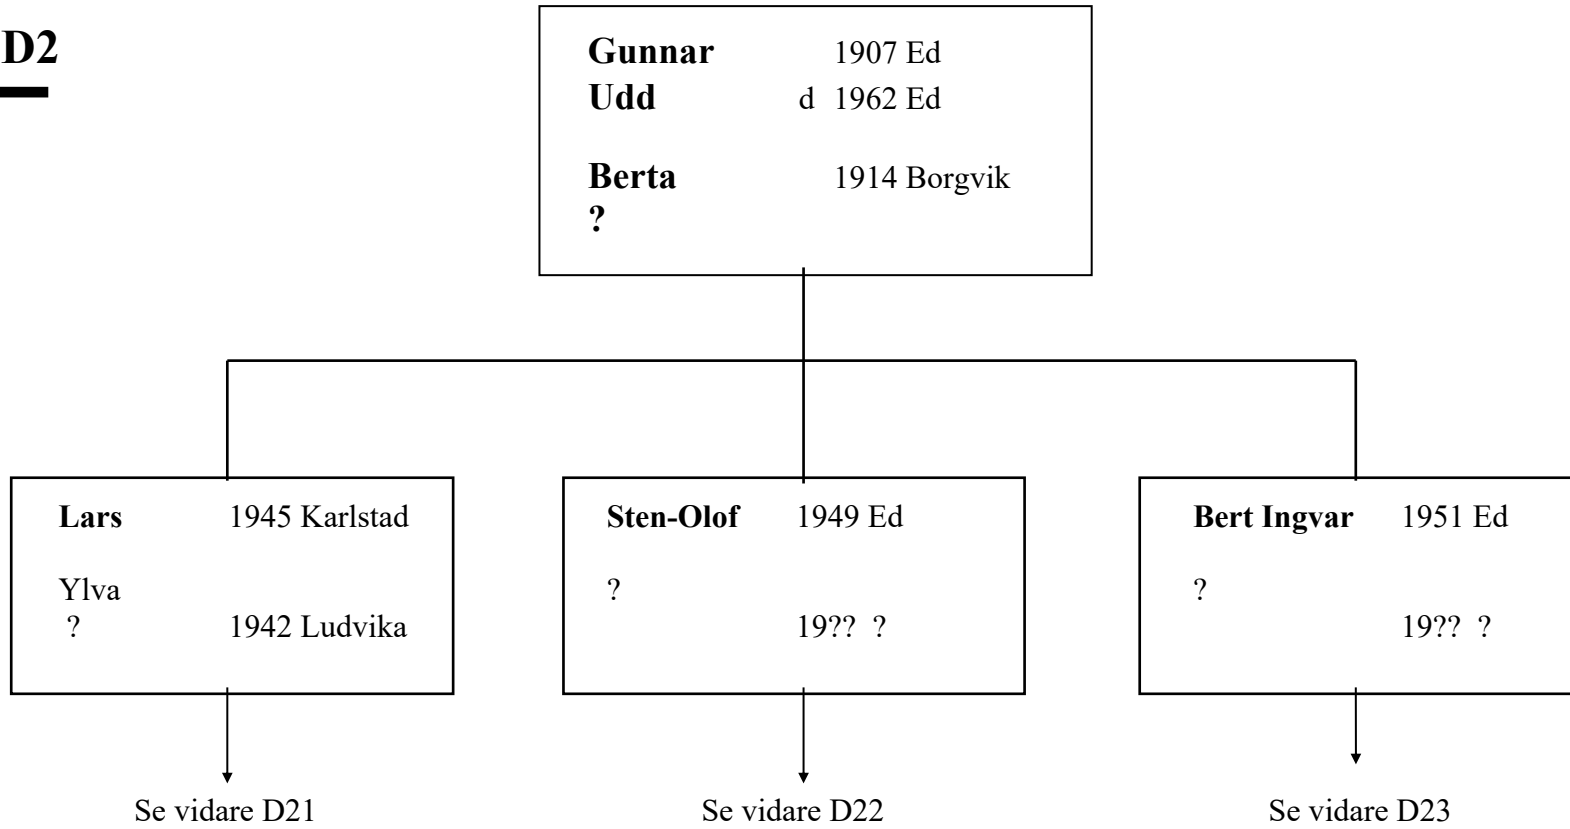 D2
Gunnar 1907 Ed
Udd d 1962 Ed
Berta 1914 Borgvik
?
Lars 1945 Karlstad
Ylva
? 1942 Ludvika
Sten-Olof 1949 Ed
?
19?? ?
Bert Ingvar 1951 Ed
?
19?? ?
Se vidare D21
Se vidare D22
Se vidare D23